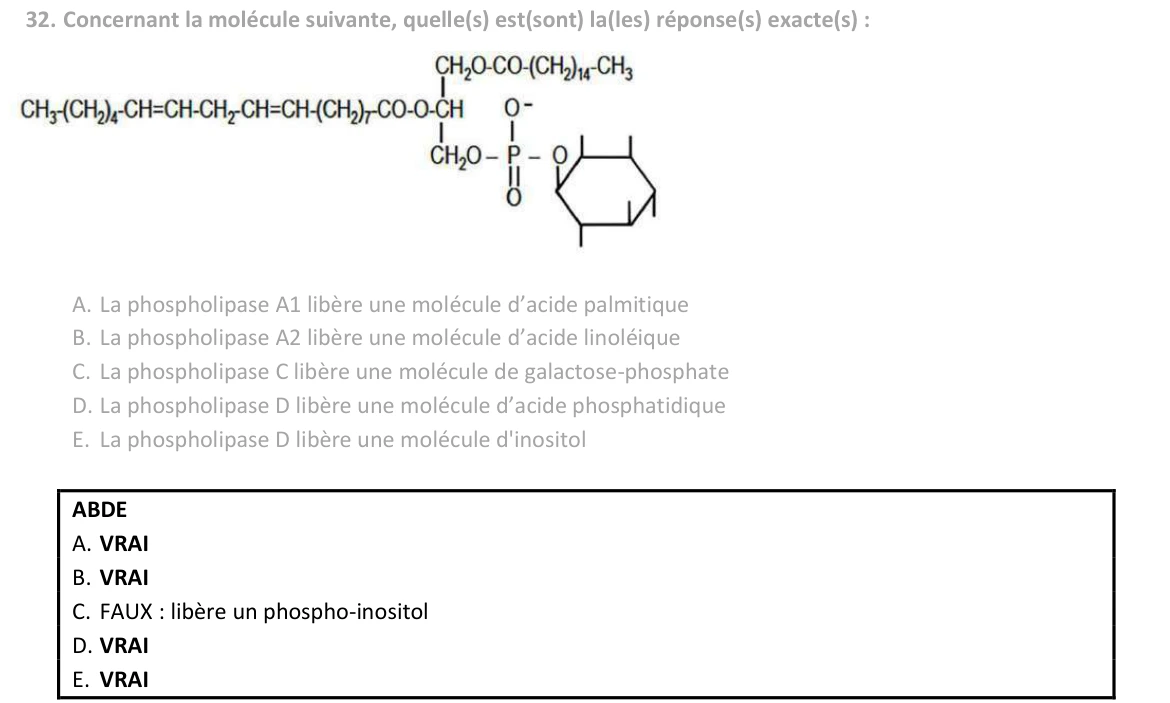 32. Concernant la molécule suivante, quelle(s) est(sont) la(les) réponse(s) exacte(s) :
CH₂O-CO-(CH₂)₁₄-CH₃
CH₃-(CH₂)₄-CH=CH-CH₂-CH=CH-(CH₂)₇-CO-O-CH O-
CH₂O – P – O
O
A. La phospholipase A1 libère une molécule d’acide palmitique
B. La phospholipase A2 libère une molécule d’acide linoléique
C. La phospholipase C libère une molécule de galactose-phosphate
D. La phospholipase D libère une molécule d’acide phosphatidique
E. La phospholipase D libère une molécule d'inositol
ABDE
A. VRAI
B. VRAI
C. FAUX : libère un phospho-inositol
D. VRAI
E. VRAI